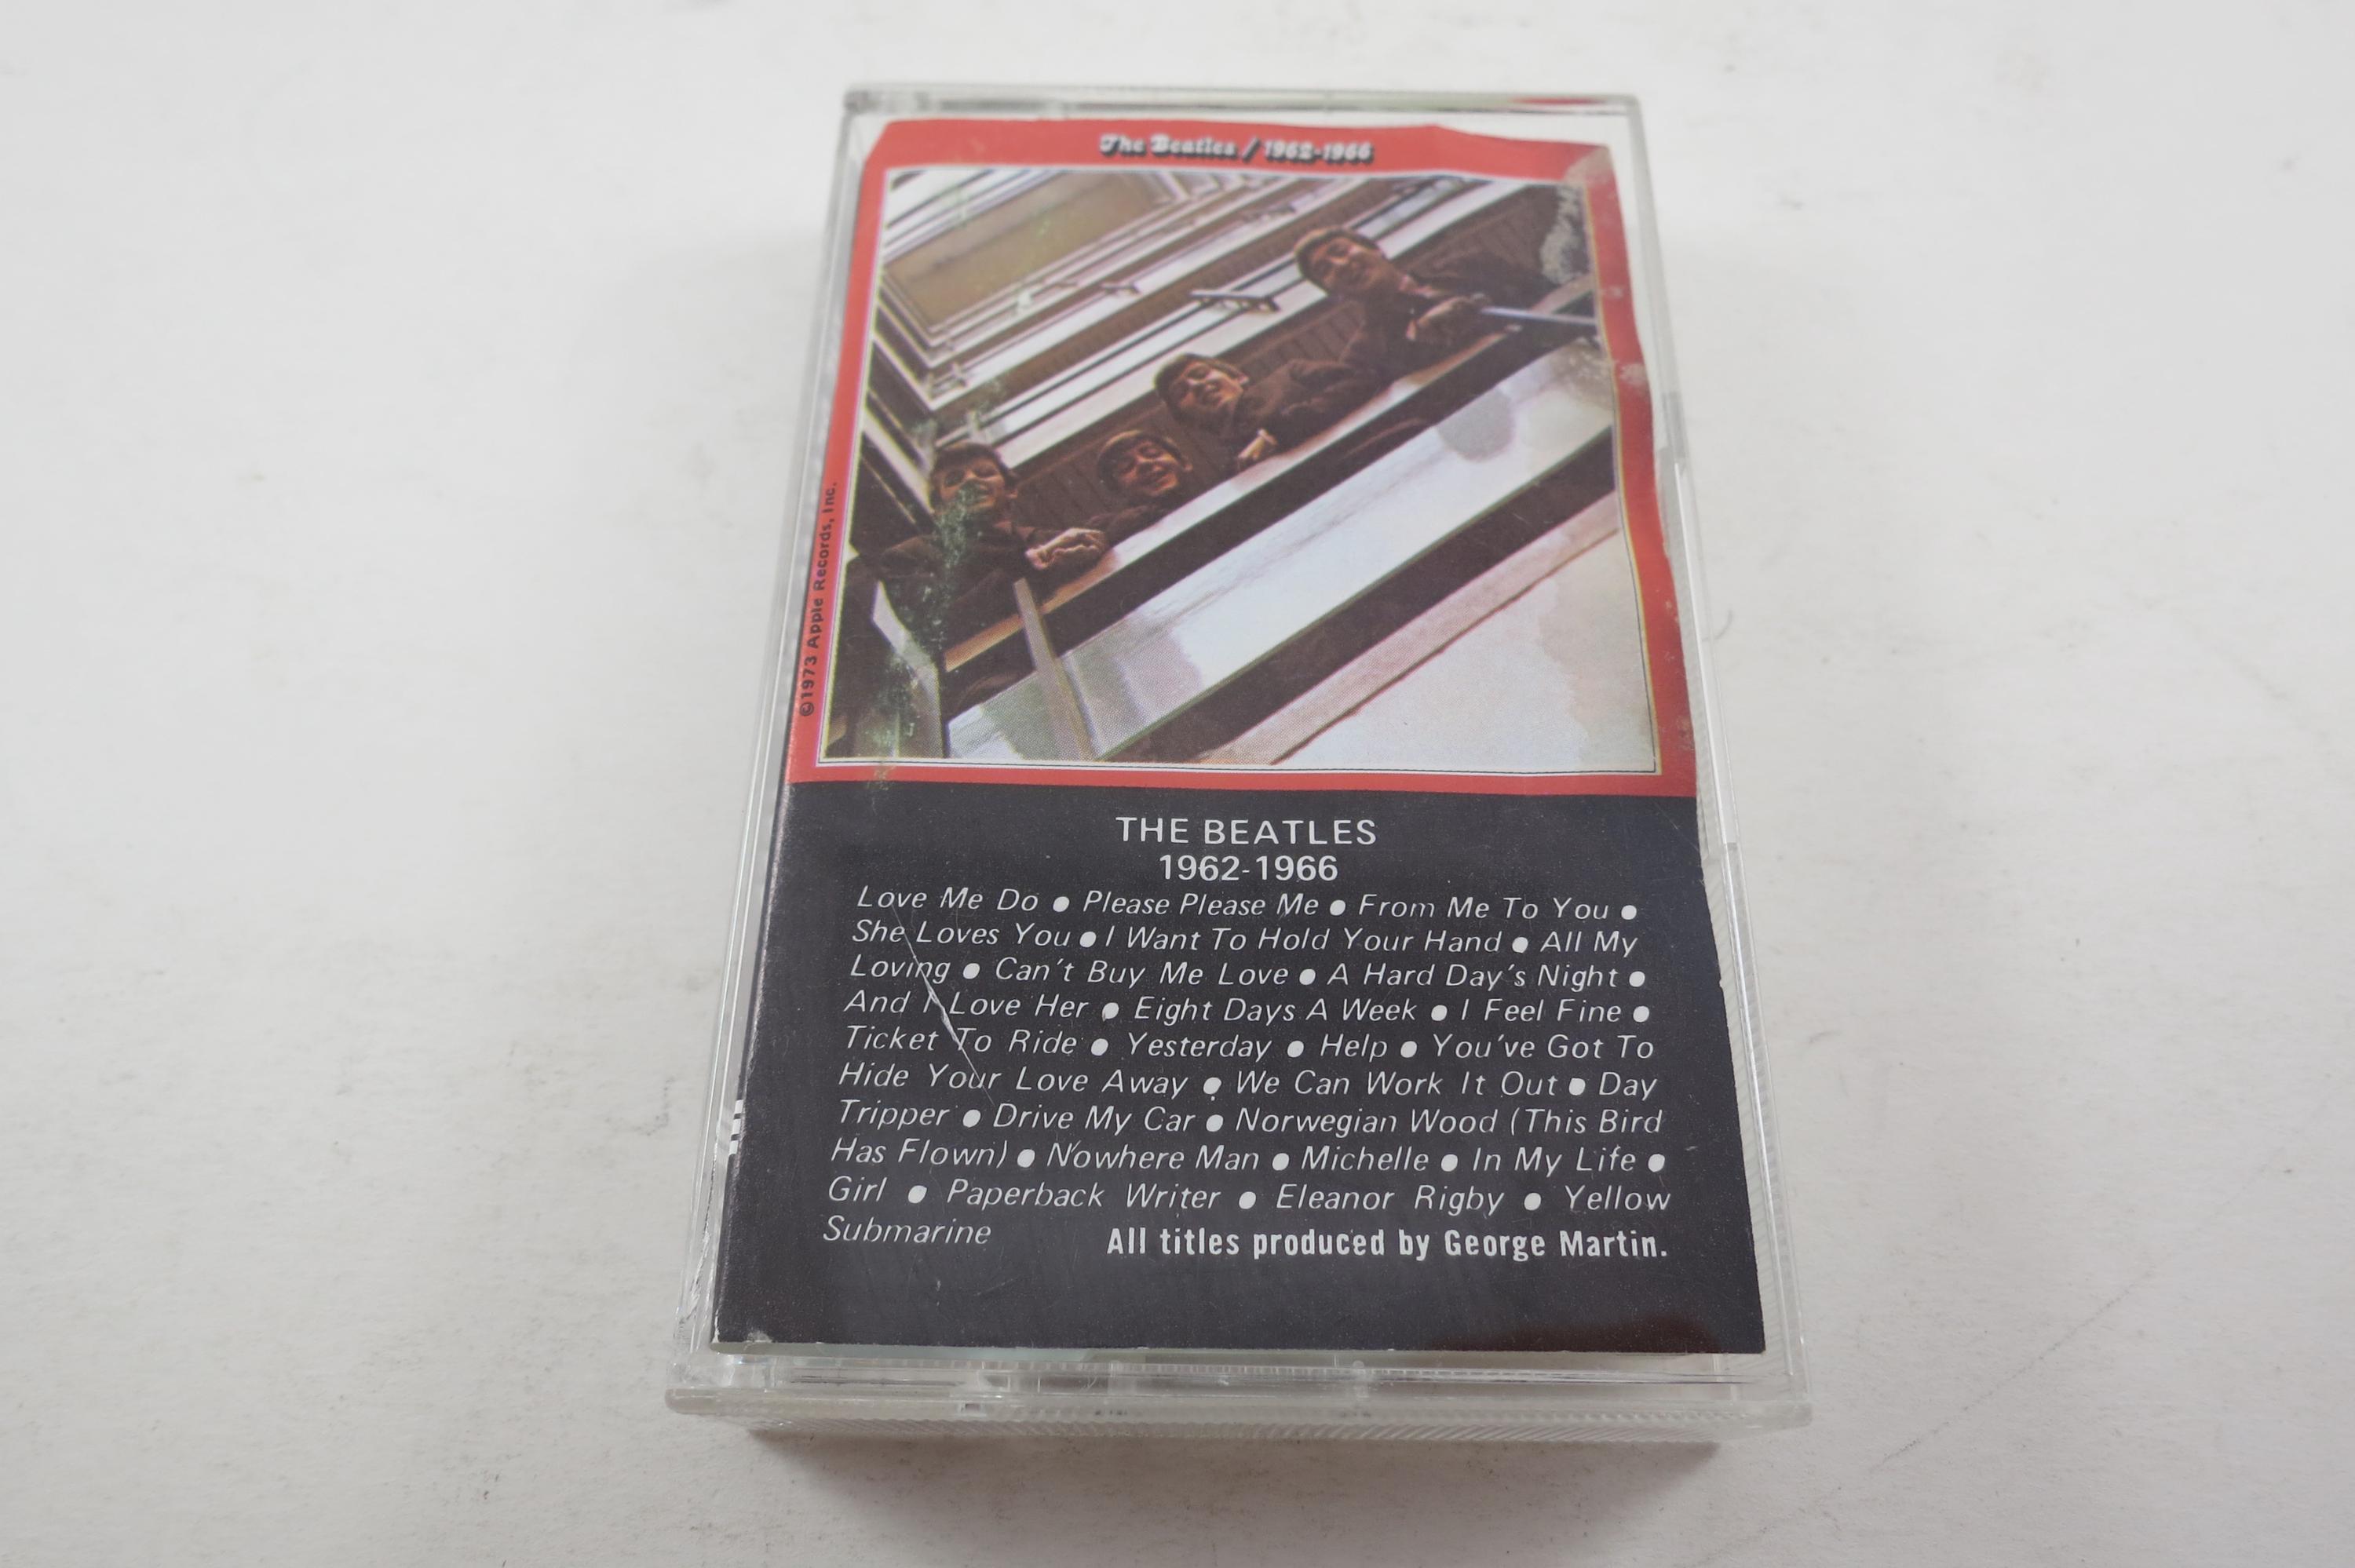 The Beatles / 1962-1966
©1973 Apple Records, Inc.
THE BEATLES
1962-1966
Love Me Do ● Please Please Me ● From Me To You ●
She Loves You ● I Want To Hold Your Hand ● All My
Loving ● Can't Buy Me Love ● A Hard Day's Night ●
And I Love Her ● Eight Days A Week ● I Feel Fine ●
Ticket To Ride ● Yesterday ● Help ● You've Got To
Hide Your Love Away ● We Can Work It Out ● Day
Tripper ● Drive My Car ● Norwegian Wood (This Bird
Has Flown) ● Nowhere Man ● Michelle ● In My Life ●
Girl ● Paperback Writer ● Eleanor Rigby ● Yellow
Submarine
All titles produced by George Martin.